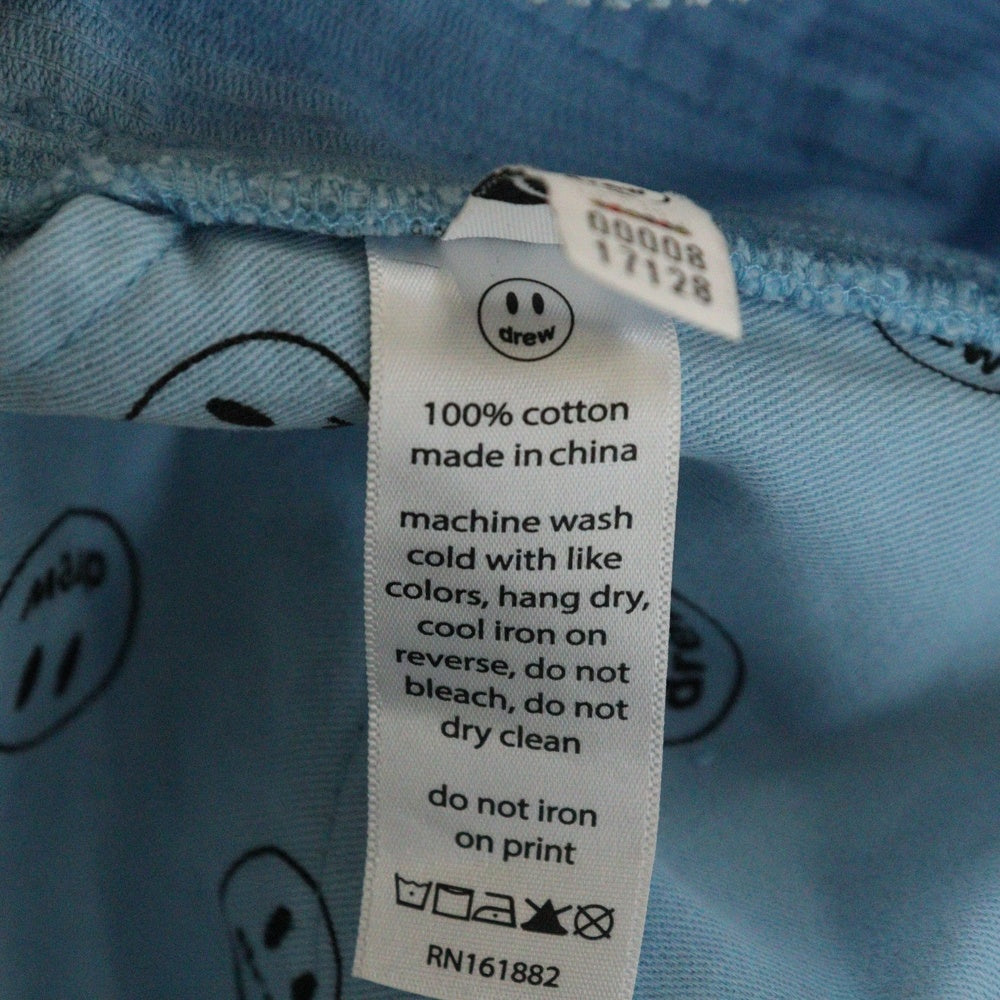 00008
17128
drew
100% cotton
made in china
machine wash
cold with like
colors, hang dry,
cool iron on
reverse, do not
bleach, do not
dry clean
do not iron
on print
RN161882
drew